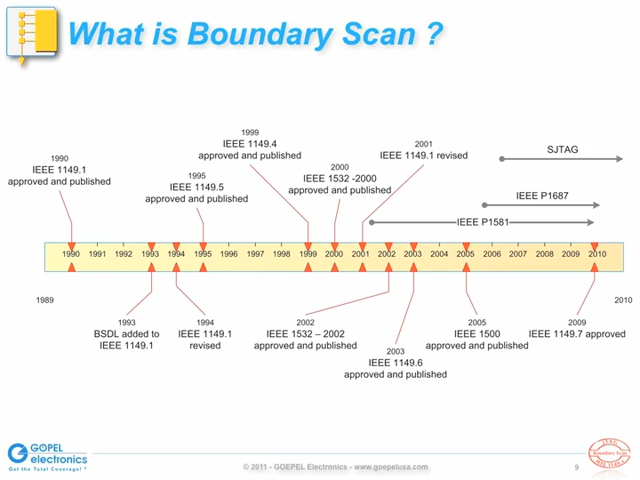 What is Boundary Scan ?
1990
IEEE 1149.1
approved and published
1995
IEEE 1149.5
approved and published
1999
IEEE 1149.4
approved and published
2000
IEEE 1532 -2000
approved and published
2001
IEEE 1149.1 revised
SJTAG
IEEE P1687
IEEE P1581
1990 1991 1992 1993 1994 1995 1996 1997 1998 1999 2000 2001 2002 2003 2004 2005 2006 2007 2008 2009 2010
1989
2010
1993
BSDL added to
IEEE 1149.1
1994
IEEE 1149.1
revised
2002
IEEE 1532 – 2002
approved and published
2003
IEEE 1149.6
approved and published
2005
IEEE 1500
approved and published
2009
IEEE 1149.7 approved
GÖPEL
electronics
Get the Total Coverage!
© 2011 - GOEPEL Electronics - www.goepelusa.com
9
Boundary Scan